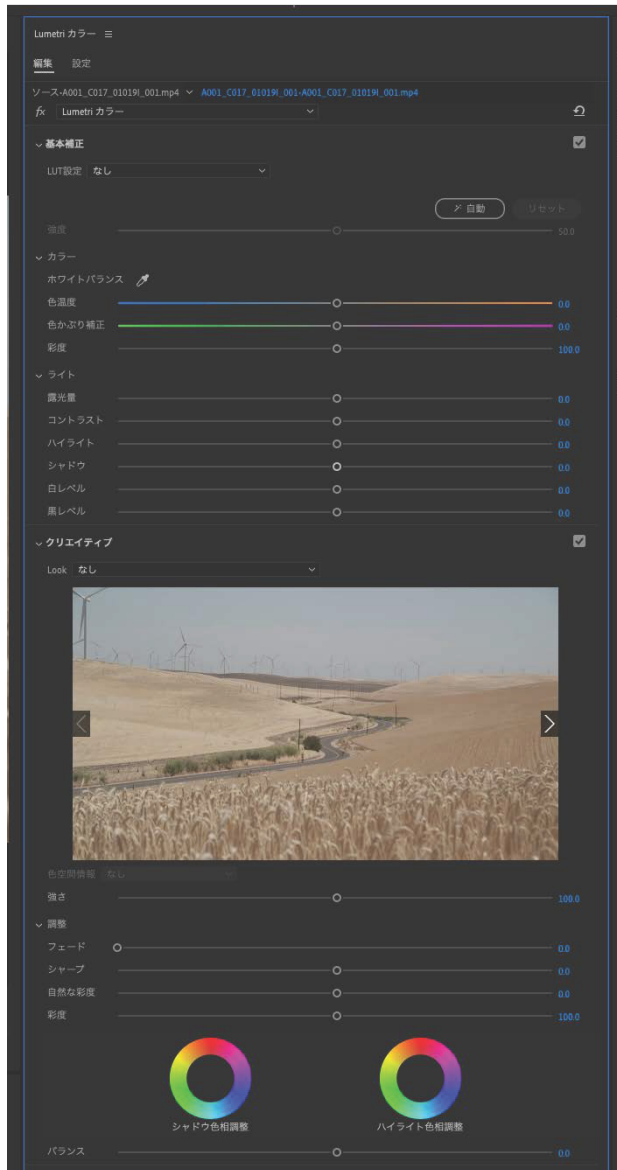 Lumetri カラー
編集 設定
ソース-A001_C017_01019I_001.mp4 A001_C017_01019I_001-A001_C017_01019I_001.mp4
fx Lumetri カラー
基本補正
LUT設定 なし
自動 リセット
強度 50.0
カラー
ホワイトバランス
色温度 0.0
色かぶり補正 0.0
彩度 100.0
ライト
露光量 0.0
コントラスト 0.0
ハイライト 0.0
シャドウ 0.0
白レベル 0.0
黒レベル 0.0
クリエイティブ
Look なし
色空間情報 なし
強さ 100.0
調整
フェード 0.0
シャープ 0.0
自然な彩度 0.0
彩度 100.0
シャドウ色相調整 ハイライト色相調整
バランス 0.0